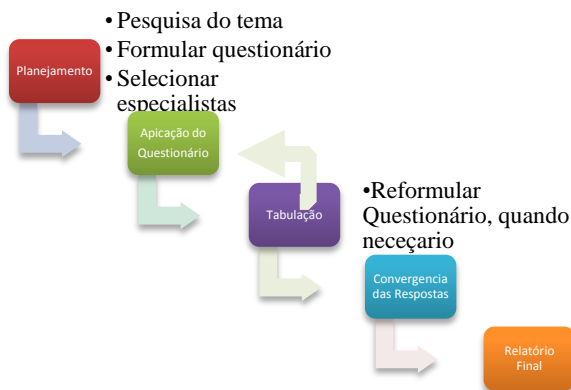 Planejamento
• Pesquisa do tema
• Formular questionário
• Selecionar
especialistas
Apicação do
Questionário
Tabulação
•Reformular
Questionário, quando
neceçario
Convergencia
das Respostas
Relatório
Final